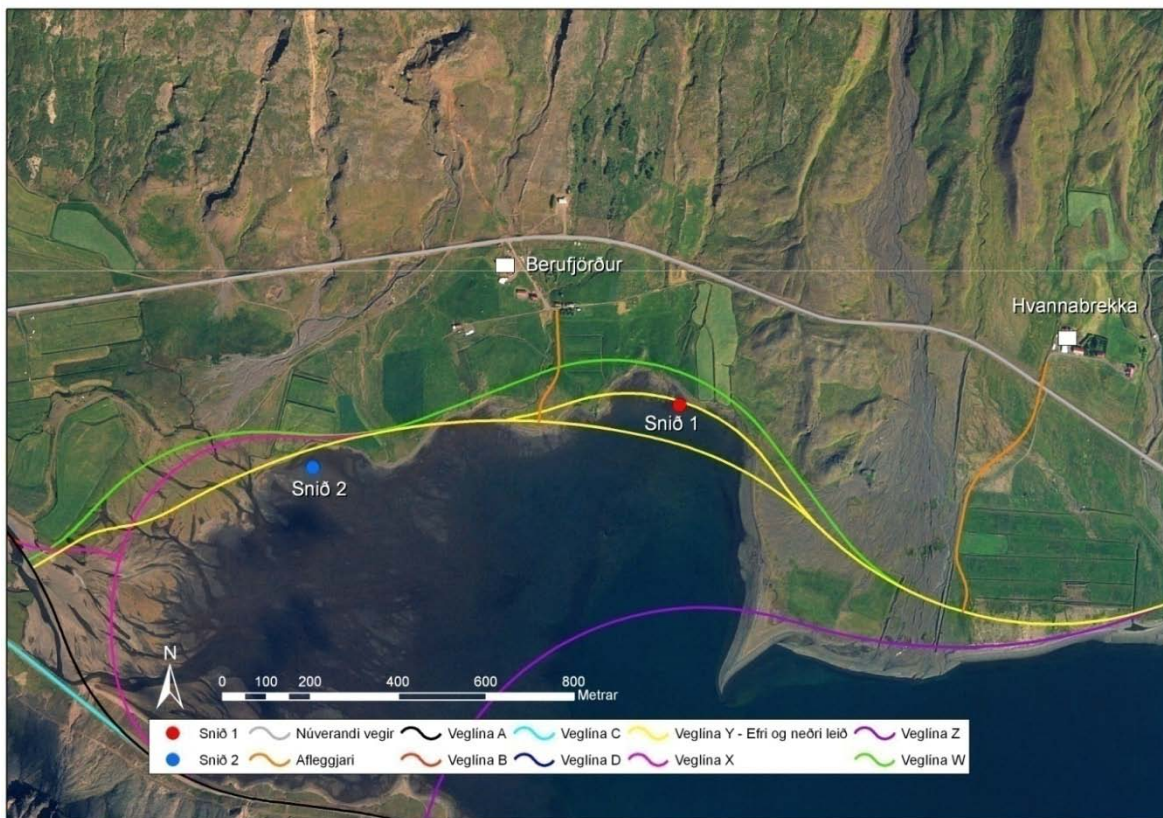 Berufjörður
Hvannabrekka
Snið 1
Snið 2
N
0 100 200 400 600 800
Metrar
Snið 1 Núverandi vegir Veglína A Veglína C Veglína Y - Efri og neðri leið Veglína Z
Snið 2 Afleggjari Veglína B Veglína D Veglína X Veglína W